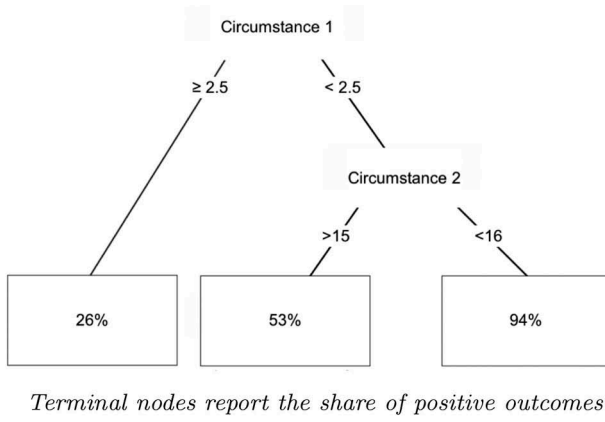 Circumstance 1
≥ 2.5
< 2.5
Circumstance 2
>15
<16
26%
53%
94%
Terminal nodes report the share of positive outcomes